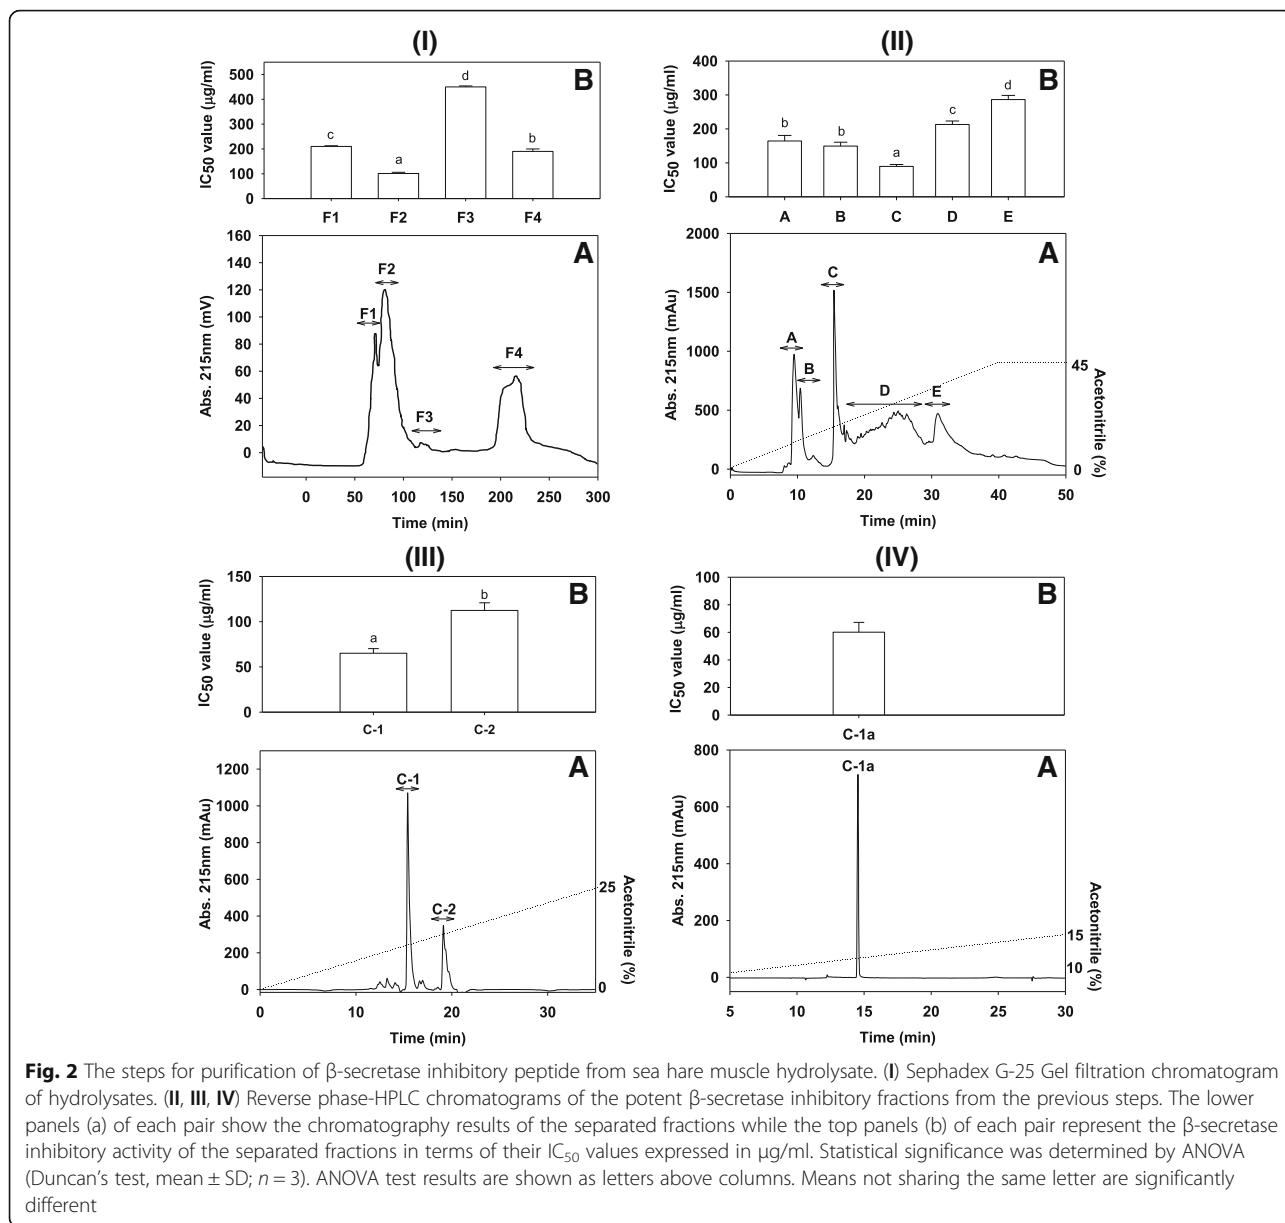 (I)
B
IC50 value (µg/ml)
500
400
300
200
100
0
c
a
d
b
F1 F2 F3 F4
A
Abs. 215nm (mV)
160
140
120
100
80
60
40
20
0
F1
F2
F3
F4
0 50 100 150 200 250 300
Time (min)
(II)
B
IC50 value (µg/ml)
400
300
200
100
0
b
b
a
c
d
A B C D E
A
Abs. 215nm (mAu)
2000
1500
1000
500
0
A
B
C
D
E
45
0
Acetonitrile (%)
0 10 20 30 40 50
Time (min)
(III)
B
IC50 value (µg/ml)
150
100
50
0
a
b
C-1 C-2
A
Abs. 215nm (mAu)
1200
1000
800
600
400
200
0
C-1
C-2
25
0
Acetonitrile (%)
0 10 20 30
Time (min)
(IV)
B
IC50 value (µg/ml)
100
80
60
40
20
0
C-1a
A
Abs. 215nm (mAu)
800
600
400
200
0
C-1a
15
10
Acetonitrile (%)
5 10 15 20 25 30
Time (min)
Fig. 2 The steps for purification of β-secretase inhibitory peptide from sea hare muscle hydrolysate. (I) Sephadex G-25 Gel filtration chromatogram
of hydrolysates. (II, III, IV) Reverse phase-HPLC chromatograms of the potent β-secretase inhibitory fractions from the previous steps. The lower
panels (a) of each pair show the chromatography results of the separated fractions while the top panels (b) of each pair represent the β-secretase
inhibitory activity of the separated fractions in terms of their IC50 values expressed in µg/ml. Statistical significance was determined by ANOVA
(Duncan's test, mean ± SD; n = 3). ANOVA test results are shown as letters above columns. Means not sharing the same letter are significantly
different